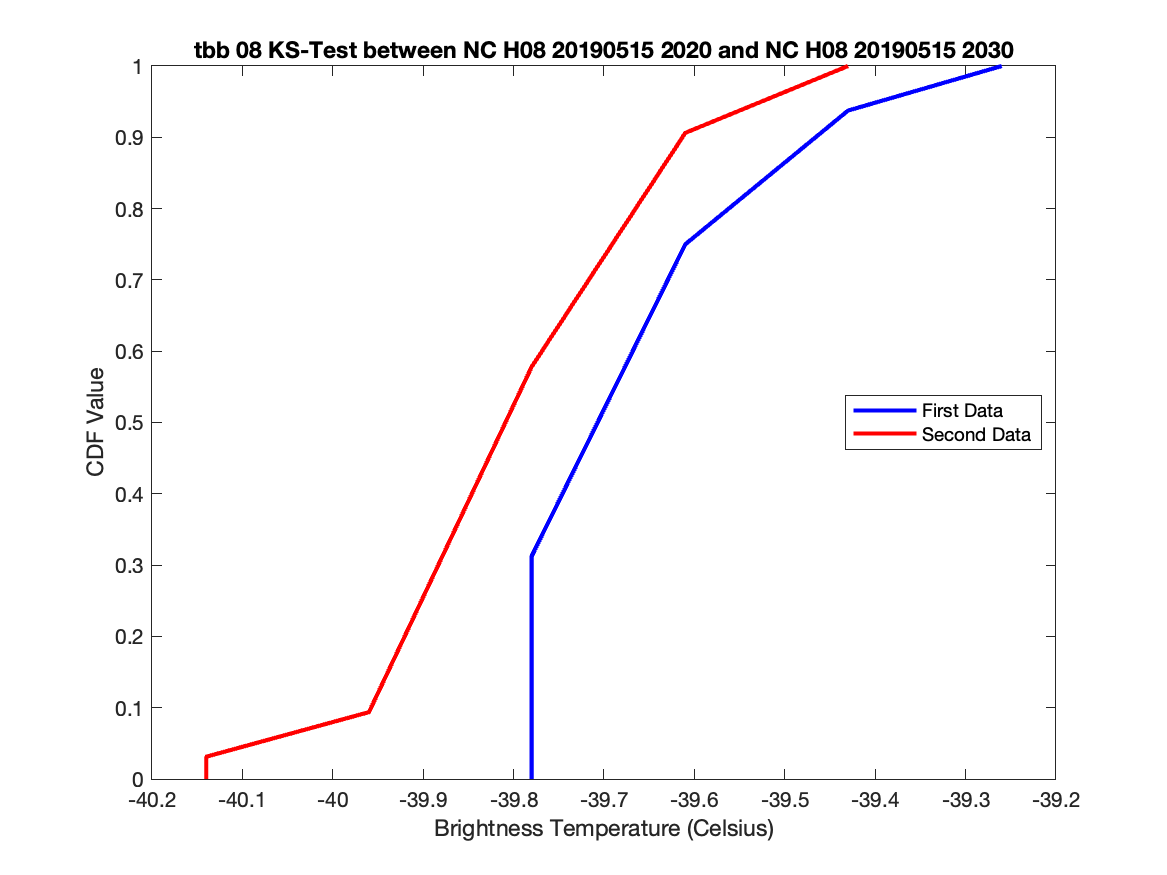 tbb 08 KS-Test between NC H08 20190515 2020 and NC H08 20190515 2030
1
0.9
0.8
0.7
0.6
0.5
0.4
0.3
0.2
0.1
0
CDF Value
First Data
Second Data
-40.2 -40.1 -40 -39.9 -39.8 -39.7 -39.6 -39.5 -39.4 -39.3 -39.2
Brightness Temperature (Celsius)